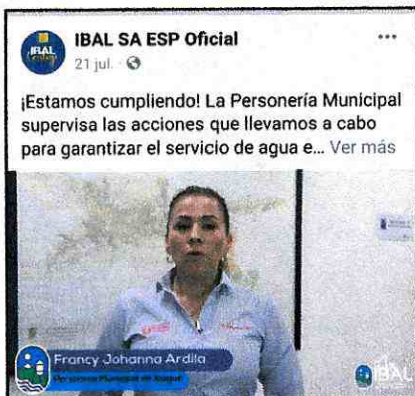 IBAL
IBAL SA ESP Oficial
21 jul.
¡Estamos cumpliendo! La Personería Municipal
supervisa las acciones que llevamos a cabo
para garantizar el servicio de agua e... Ver más
Francy Johanna Ardila
Personera Municipal de Ibagué
IBAL